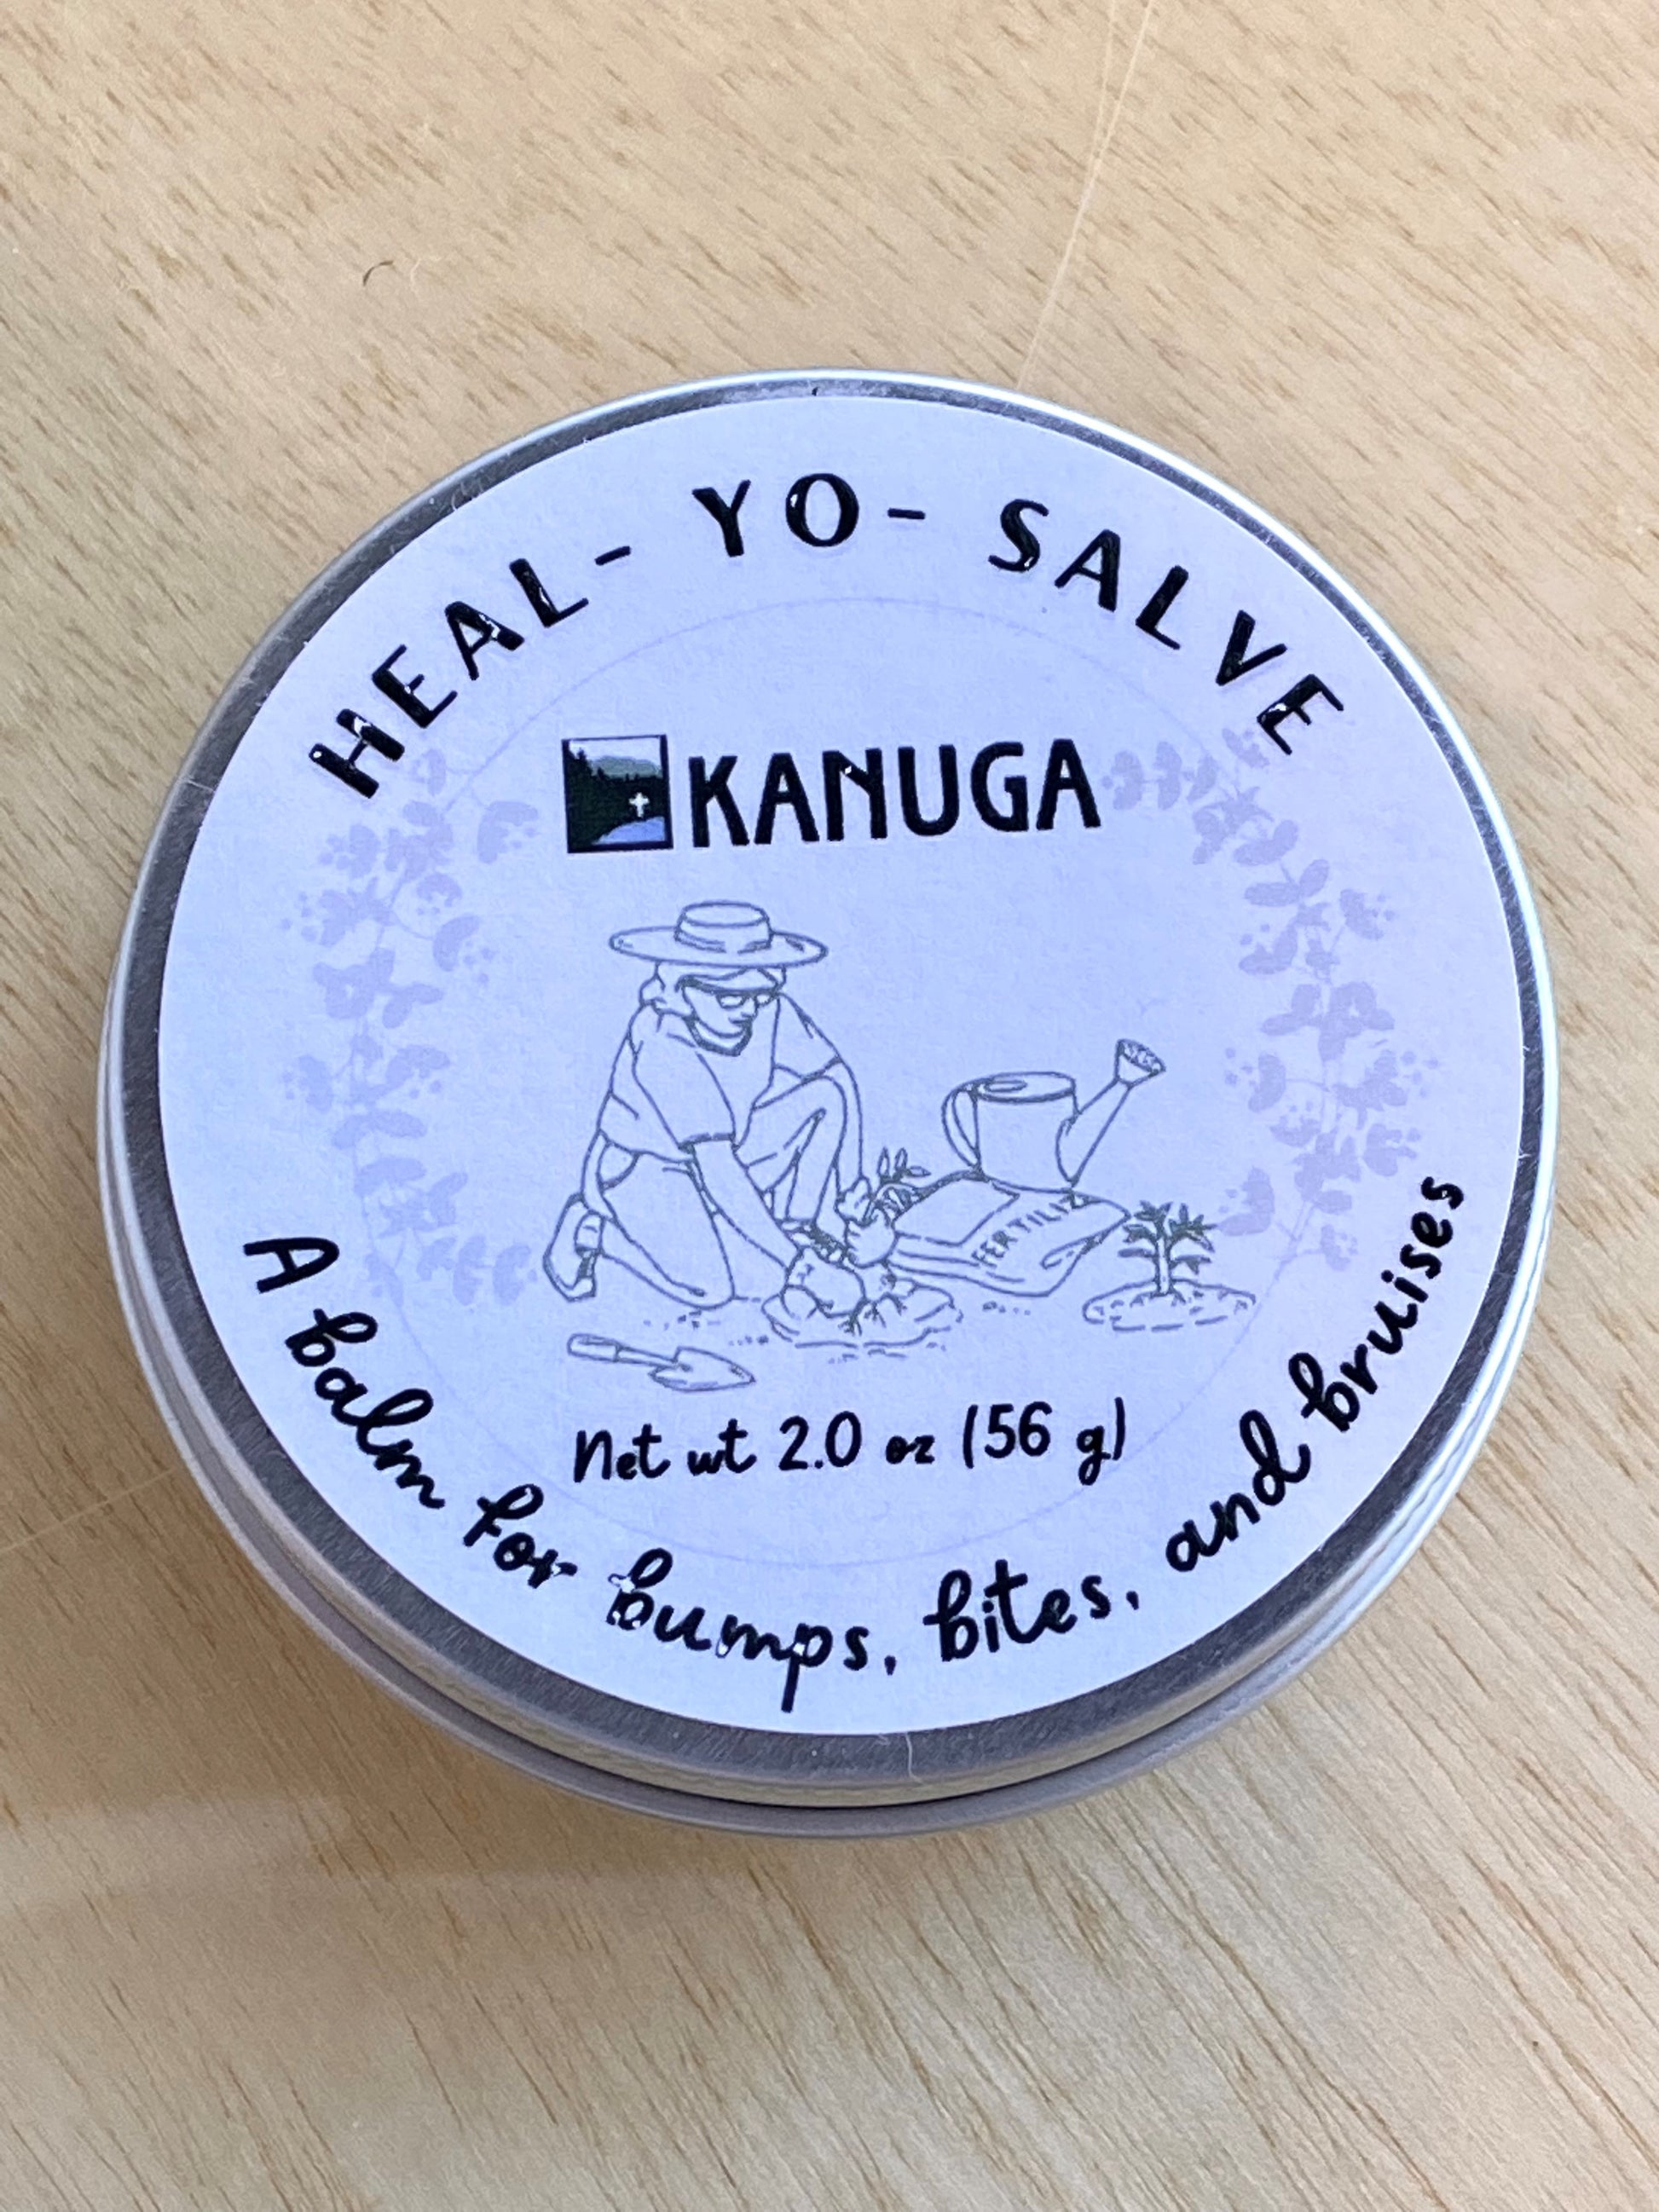 HEAL- YO- SALVE
KANUGA
FERTILIZ
Net wt 2.0 oz (56 g)
A balm for bumps, bites, and bruises